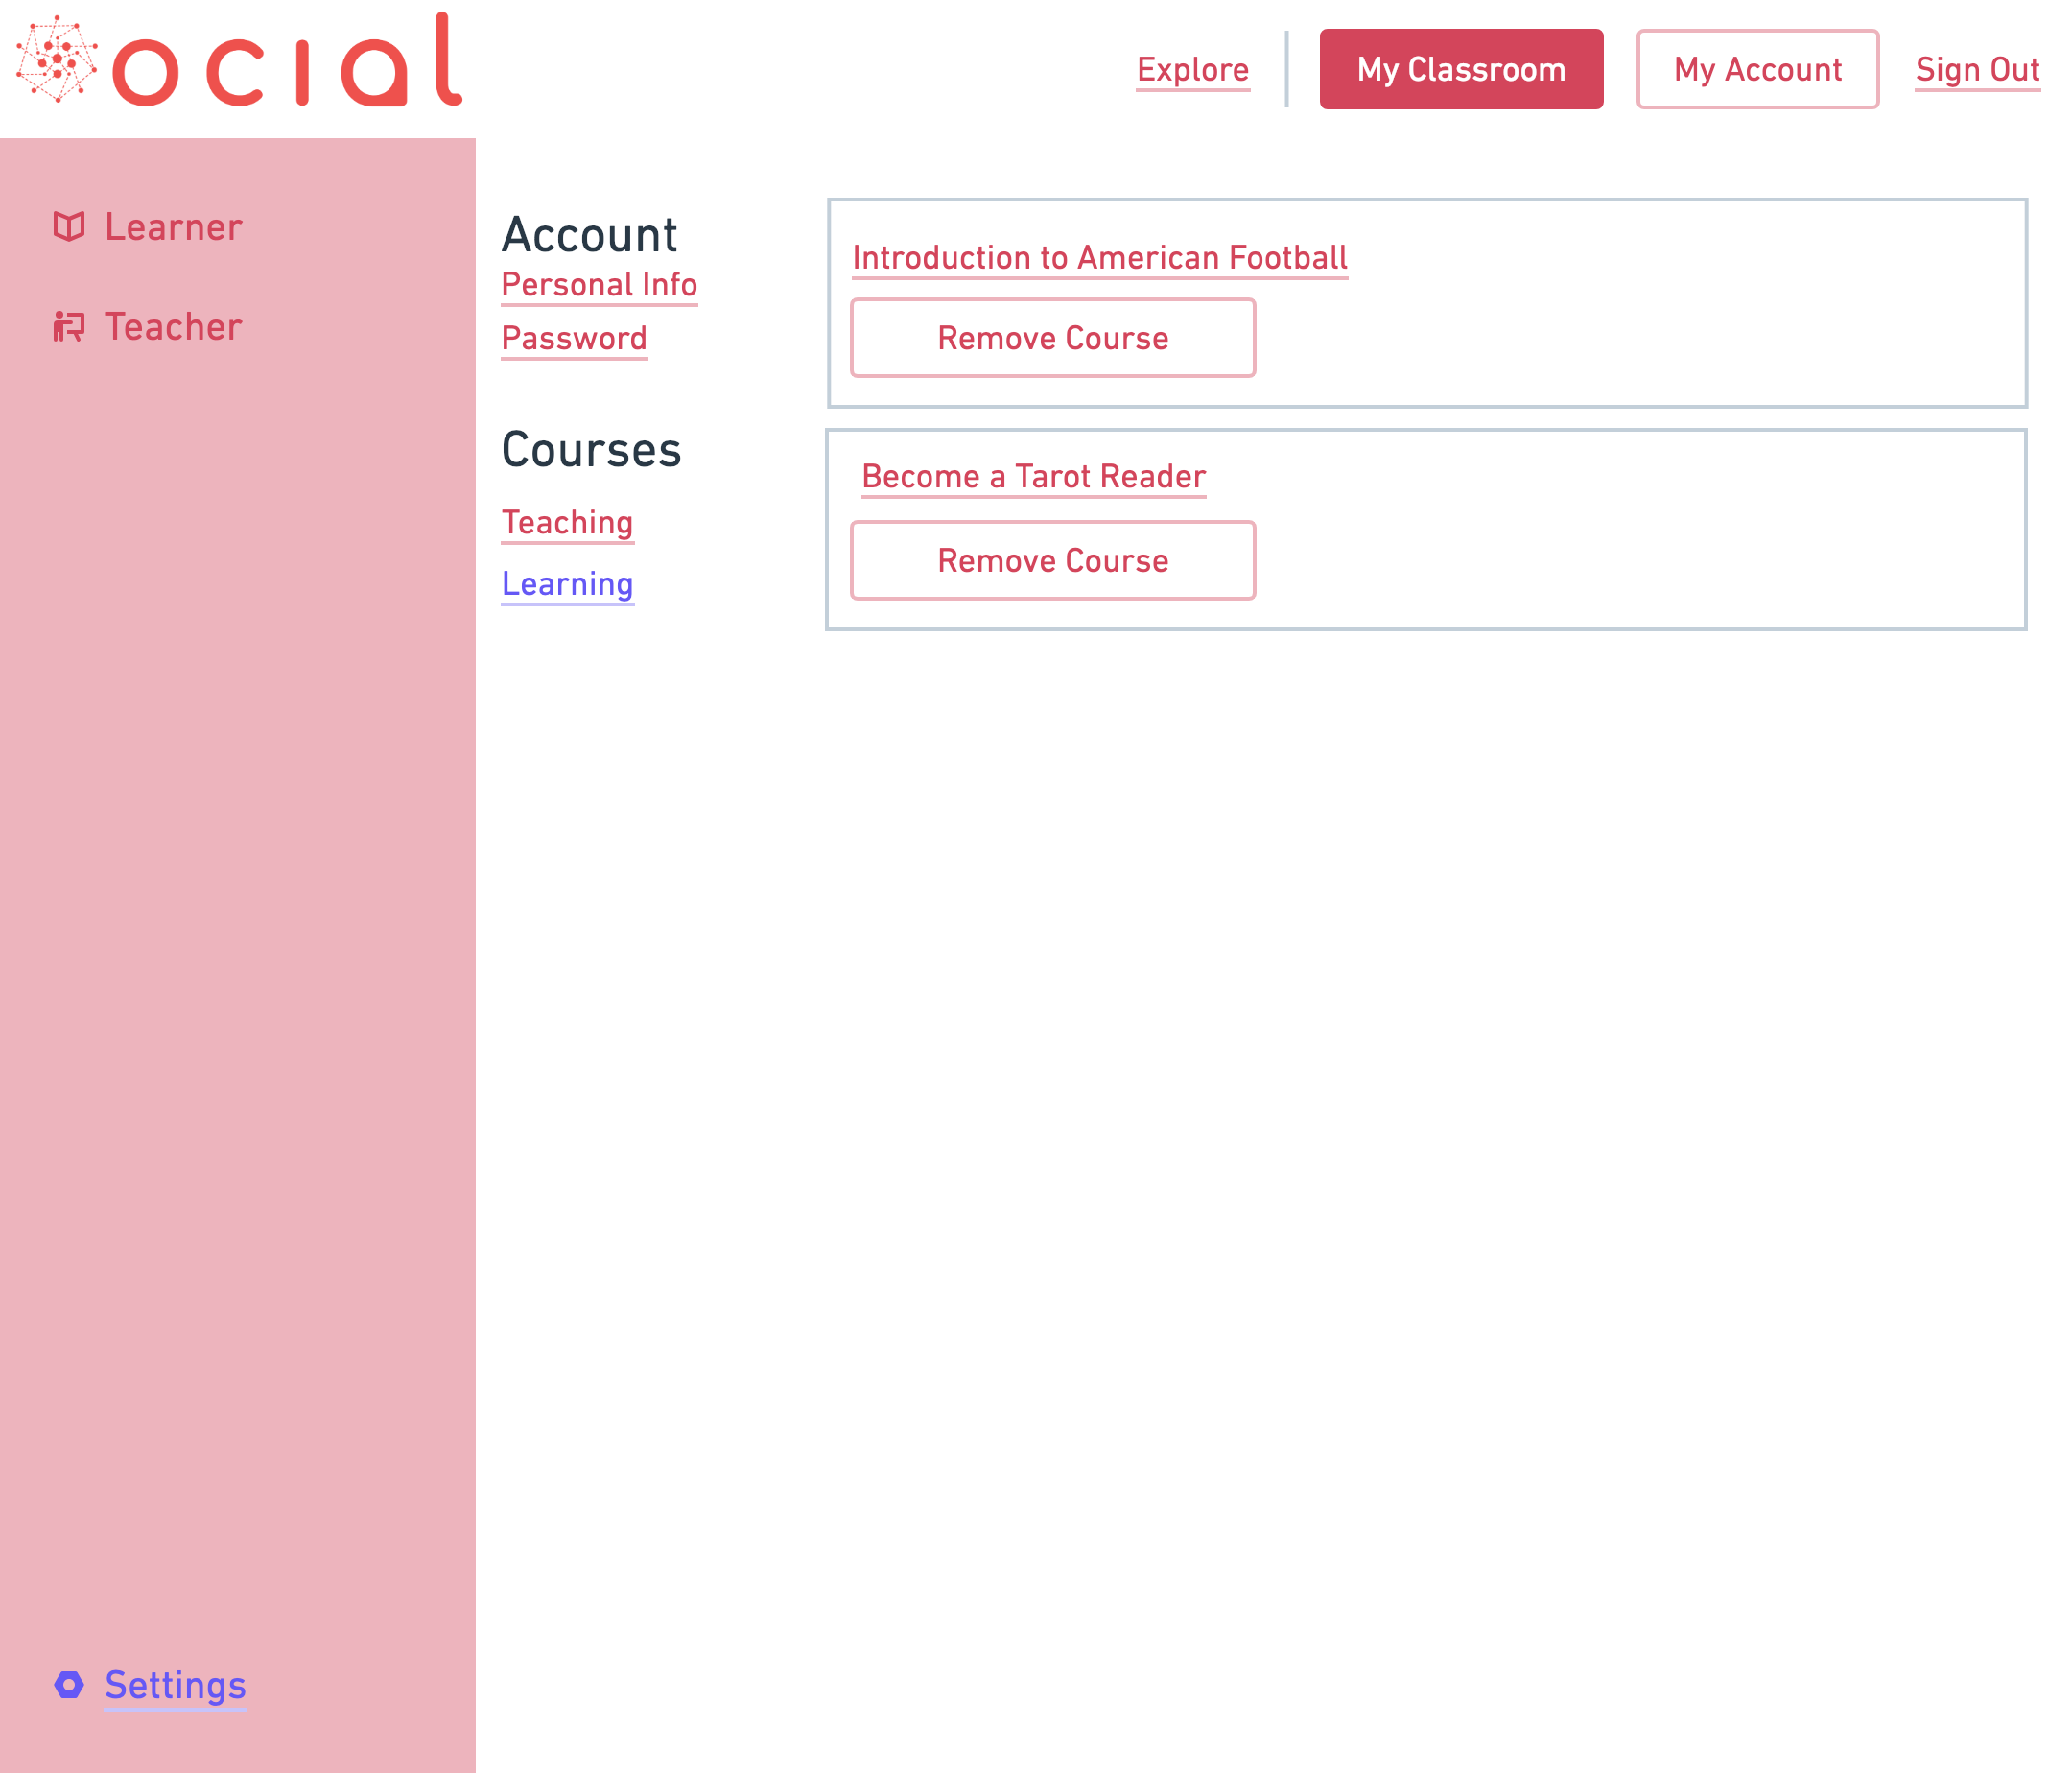 ocial
Explore
My Classroom
My Account
Sign Out
Learner
Teacher
Settings
Account
Personal Info
Password
Courses
Teaching
Learning
Introduction to American Football
Remove Course
Become a Tarot Reader
Remove Course